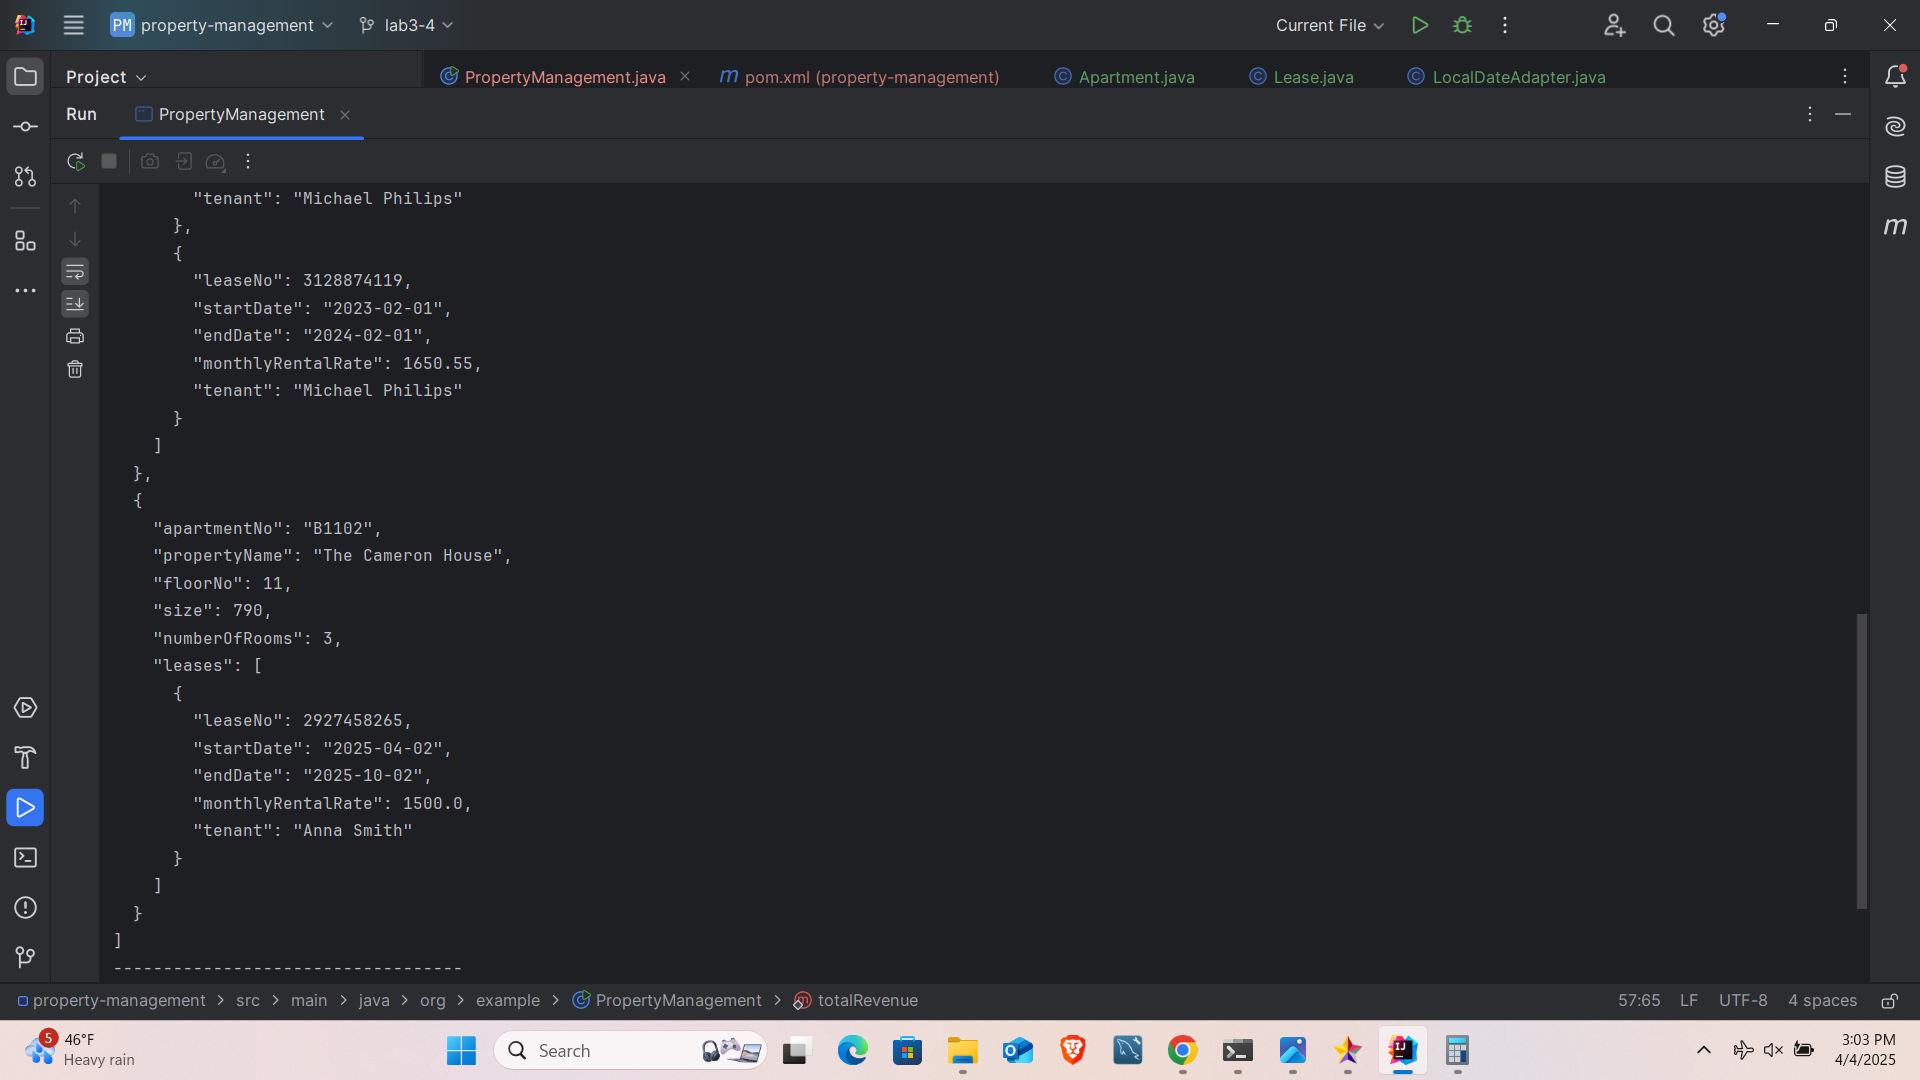 PM property-management lab3-4 Current File
Project PropertyManagement.java pom.xml (property-management) Apartment.java Lease.java LocalDateAdapter.java
Run PropertyManagement
"tenant": "Michael Philips"
},
{
"leaseNo": 3128874119,
"startDate": "2023-02-01",
"endDate": "2024-02-01",
"monthlyRentalRate": 1650.55,
"tenant": "Michael Philips"
}
]
},
{
"apartmentNo": "B1102",
"propertyName": "The Cameron House",
"floorNo": 11,
"size": 790,
"numberOfRooms": 3,
"leases": [
{
"leaseNo": 2927458265,
"startDate": "2025-04-02",
"endDate": "2025-10-02",
"monthlyRentalRate": 1500.0,
"tenant": "Anna Smith"
}
]
}
]
-----------------------------------
property-management > src > main > java > org > example > PropertyManagement > totalRevenue 57:65 LF UTF-8 4 spaces
5 46°F
Heavy rain
Search
3:03 PM
4/4/2025